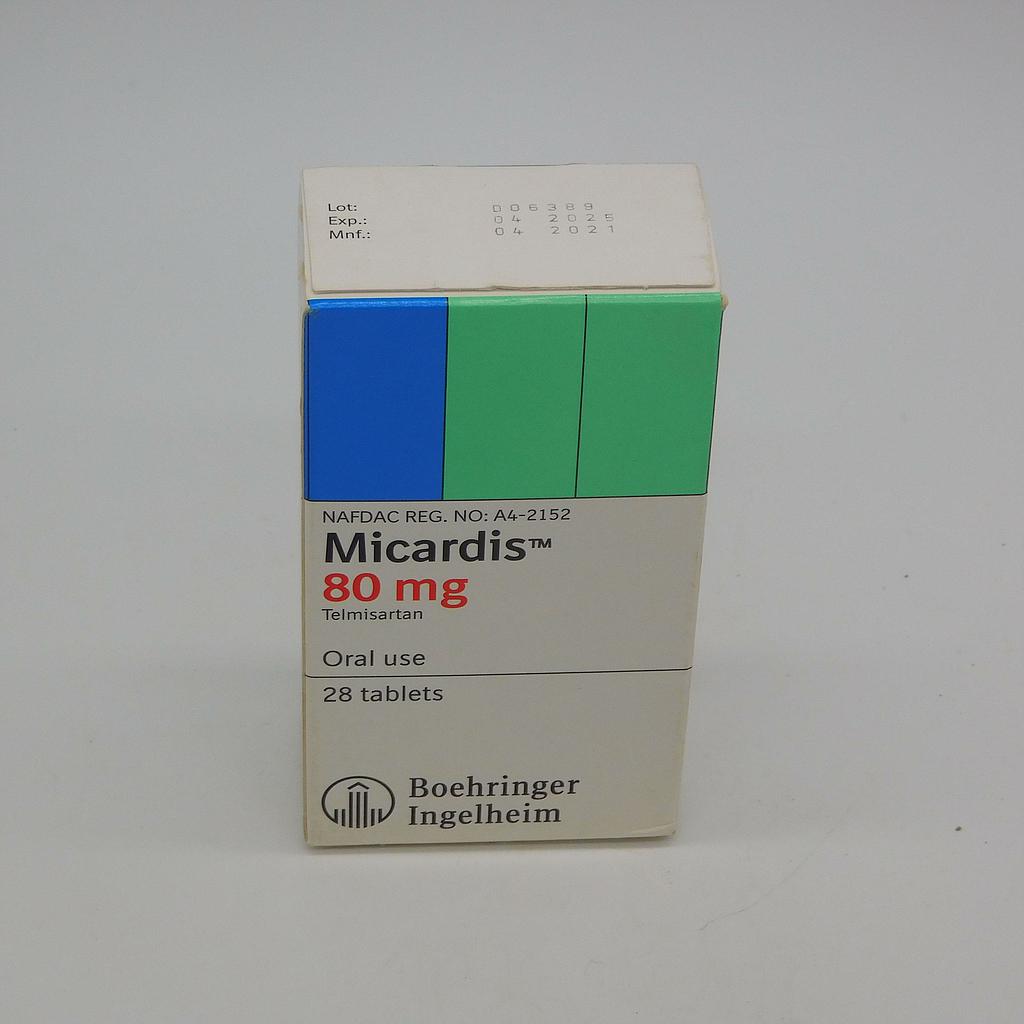 Lot: D06389
Exp.: 04 2025
Mnf.: 04 2021
NAFDAC REG. NO: A4-2152
Micardis™
80 mg
Telmisartan
Oral use
28 tablets
Boehringer
Ingelheim